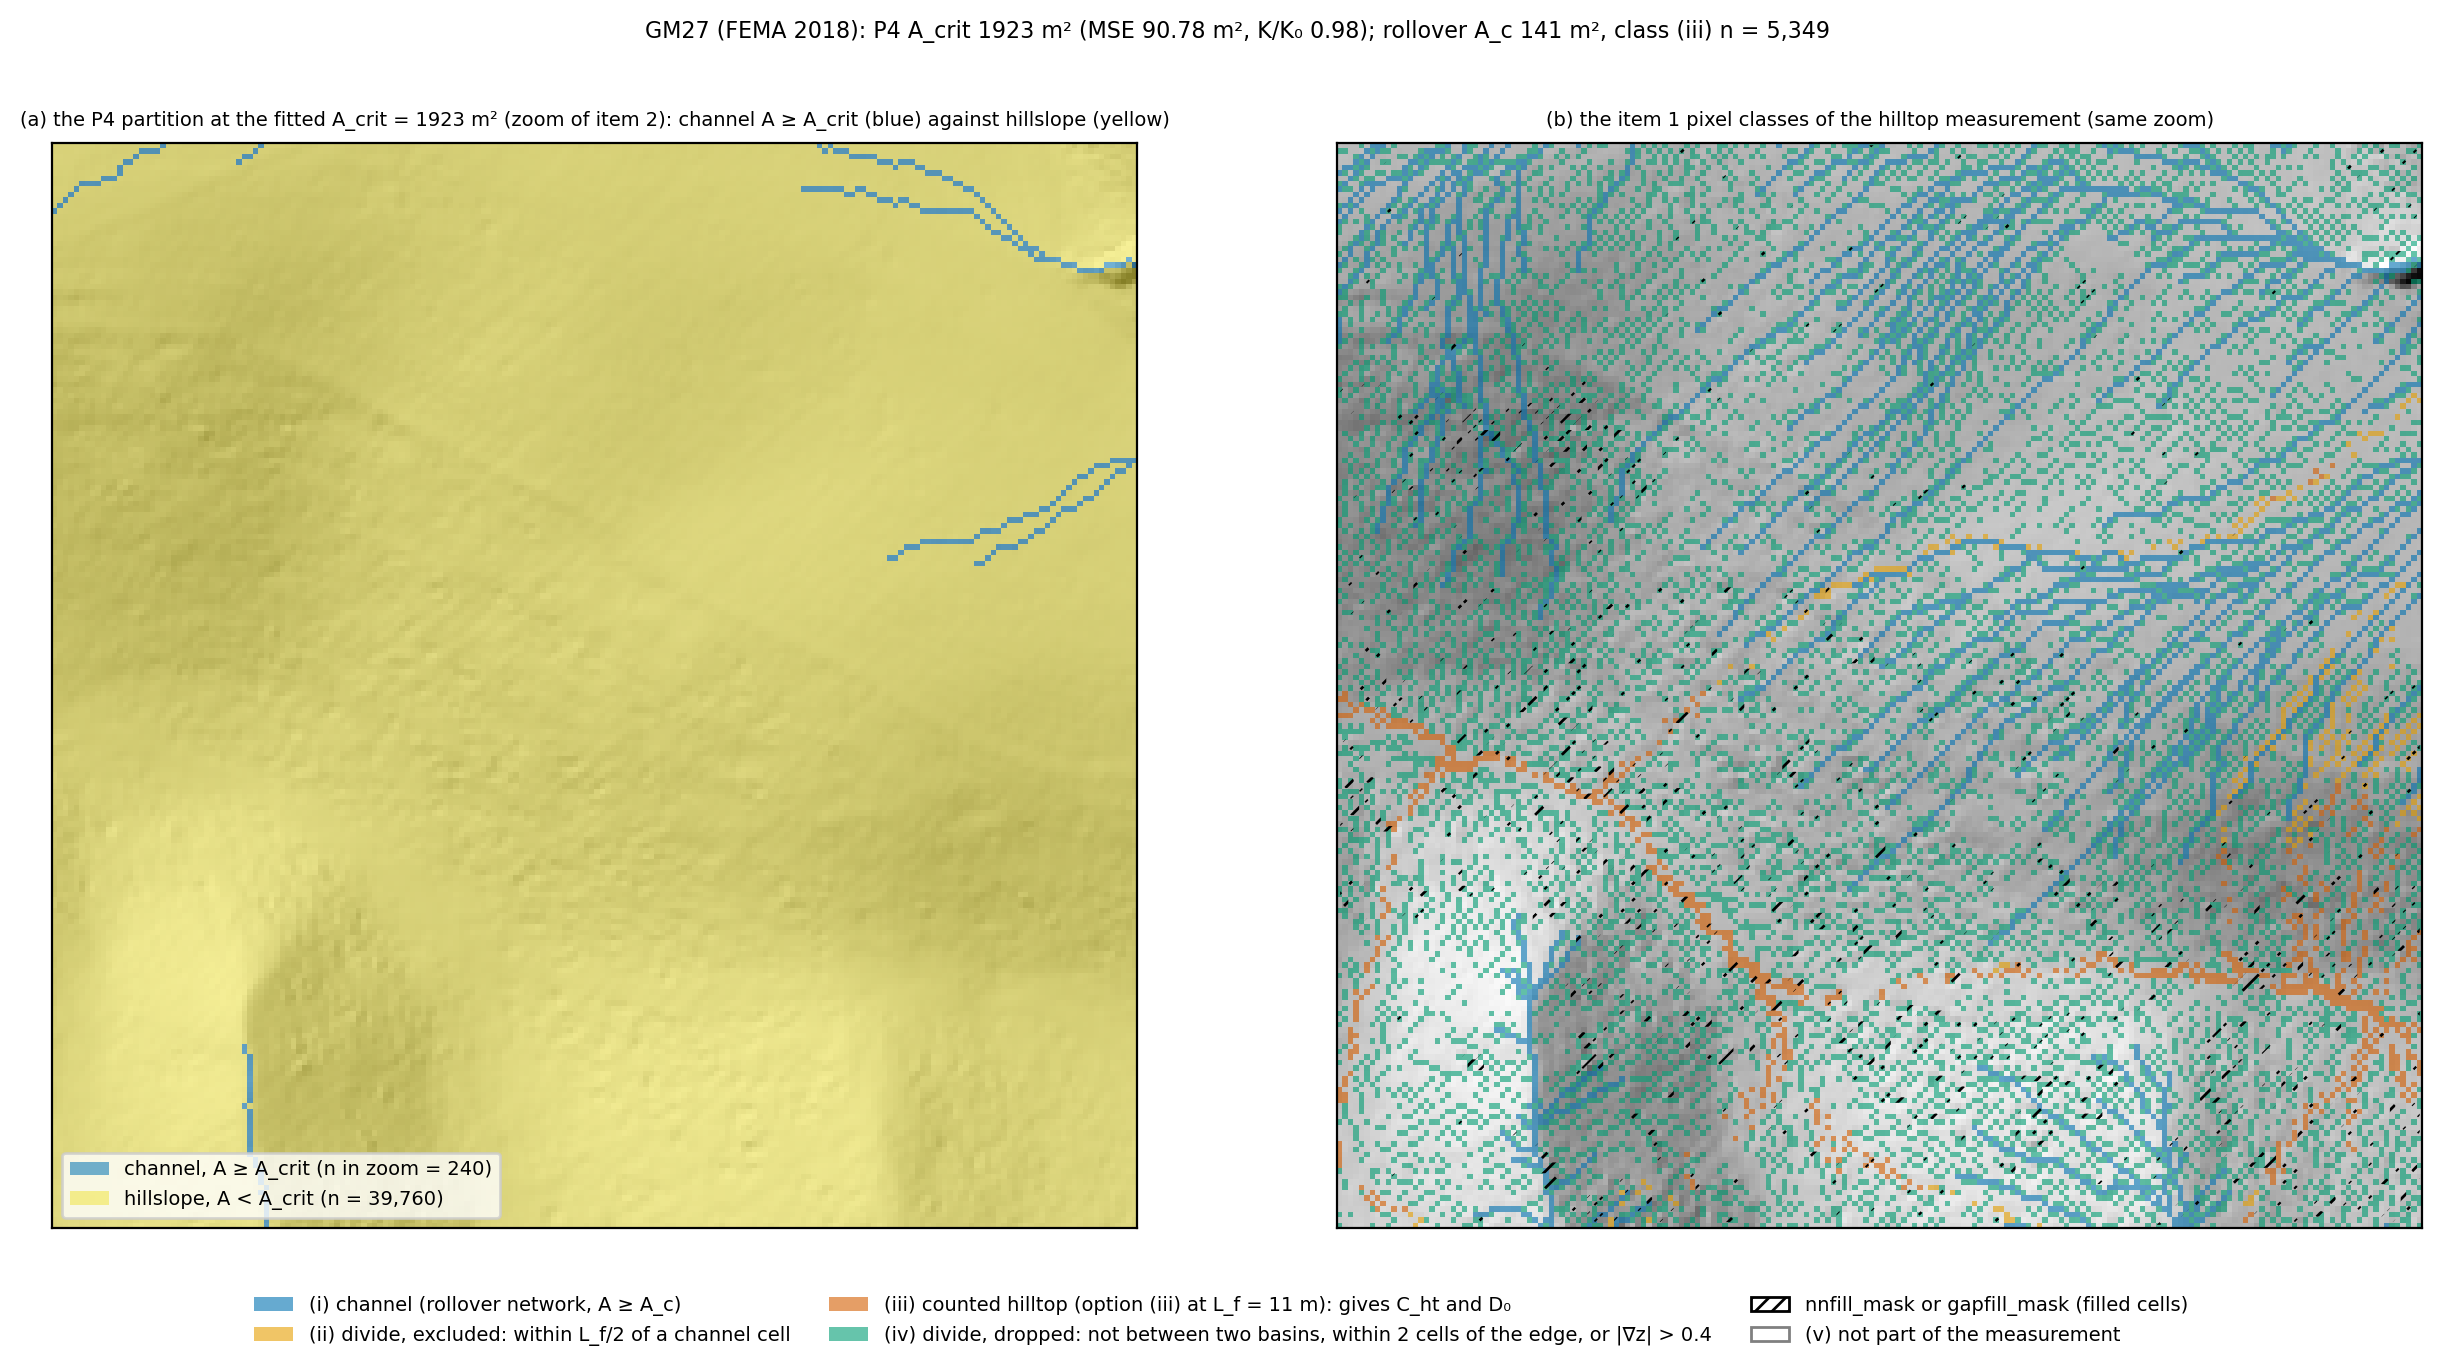 GM27 (FEMA 2018): P4 A_crit 1923 m² (MSE 90.78 m², K/K₀ 0.98); rollover A_c 141 m², class (iii) n = 5,349
(a) the P4 partition at the fitted A_crit = 1923 m² (zoom of item 2): channel A ≥ A_crit (blue) against hillslope (yellow)
(b) the item 1 pixel classes of the hilltop measurement (same zoom)
channel, A ≥ A_crit (n in zoom = 240)
hillslope, A < A_crit (n = 39,760)
(i) channel (rollover network, A ≥ A_c)
(ii) divide, excluded: within L_f/2 of a channel cell
(iii) counted hilltop (option (iii) at L_f = 11 m): gives C_ht and D₀
(iv) divide, dropped: not between two basins, within 2 cells of the edge, or |∇z| > 0.4
nnfill_mask or gapfill_mask (filled cells)
(v) not part of the measurement